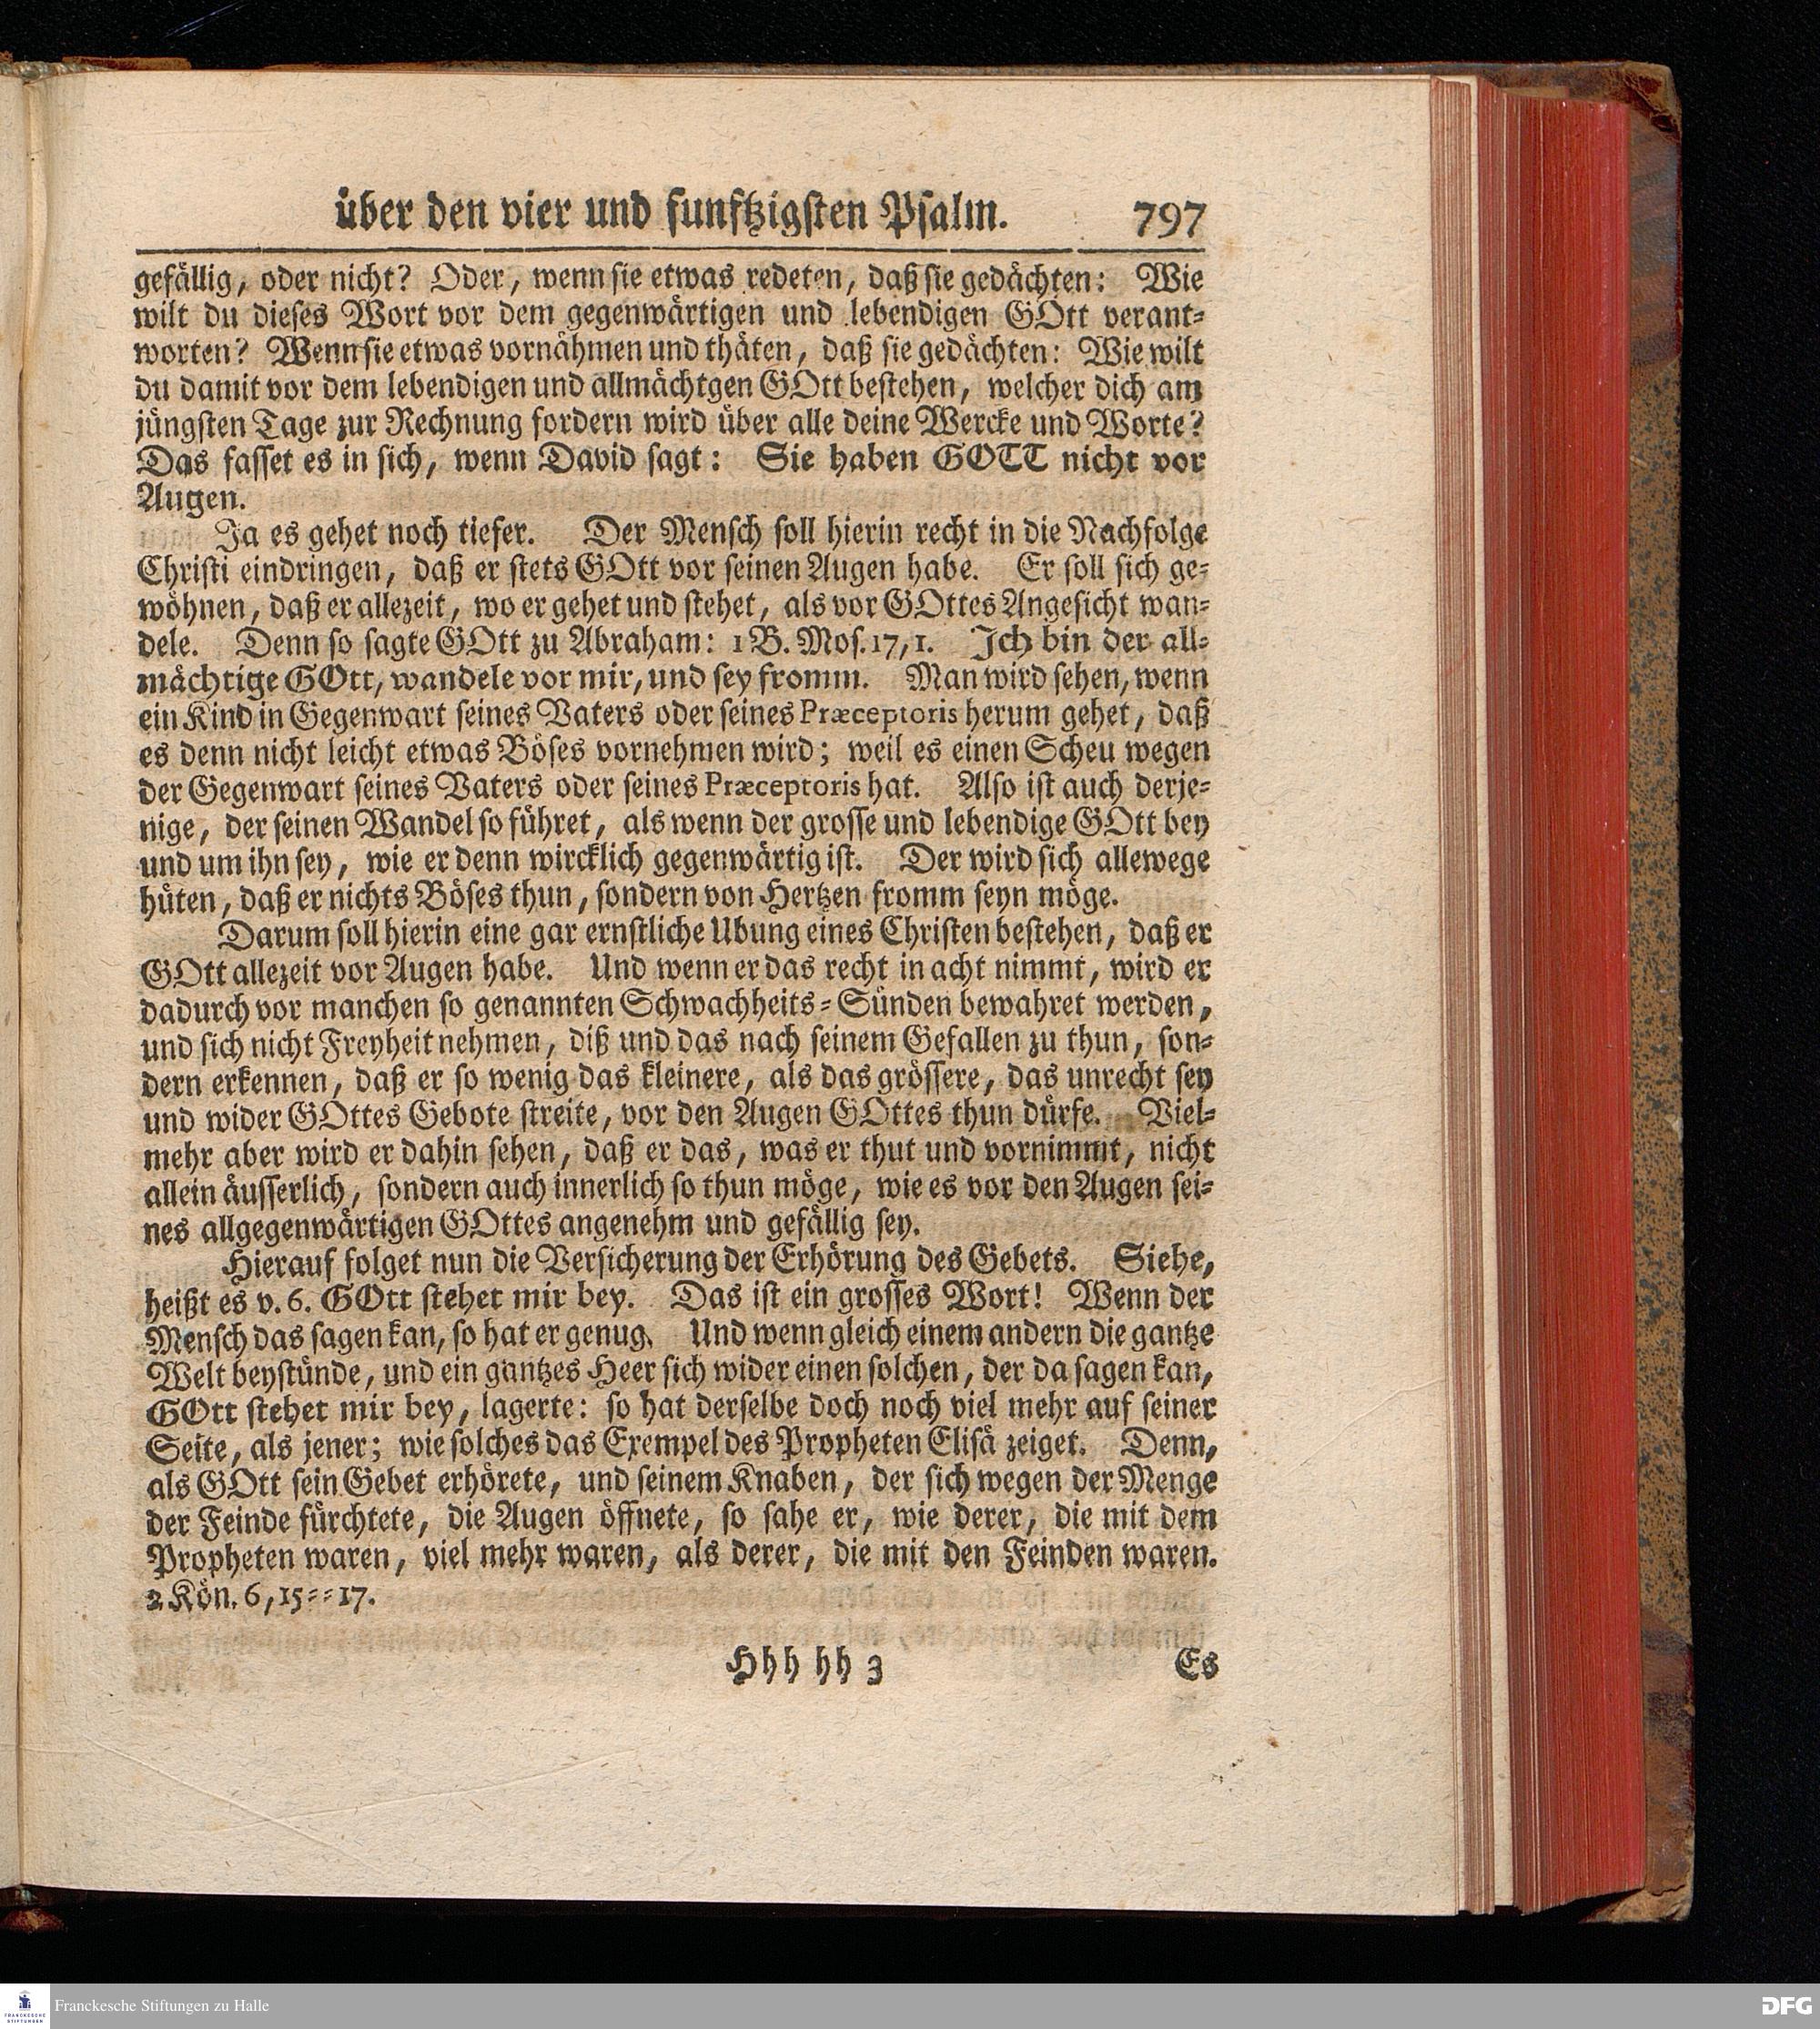 über den vier und funftzigsten Psalm. 797
gefällig, oder nicht? Oder, wenn sie etwas redeten, daß sie gedächten: Wie
wilt du dieses Wort vor dem gegenwärtigen und lebendigen GOtt verant-
worten? Wenn sie etwas vornähmen und thäten, daß sie gedächten: Wie wilt
du damit vor dem lebendigen und allmächtgen GOtt bestehen, welcher dich am
jüngsten Tage zur Rechnung fordern wird über alle deine Wercke und Worte?
Das fasset es in sich, wenn David sagt: Sie haben GOTT nicht vor
Augen.
Ja es gehet noch tiefer. Der Mensch soll hierin recht in die Nachfolge
Christi eindringen, daß er stets GOtt vor seinen Augen habe. Er soll sich ge-
wöhnen, daß er allezeit, wo er gehet und stehet, als vor GOttes Angesicht wan-
dele. Denn so sagte GOtt zu Abraham: 1 B. Mos. 17, 1. Ich bin der all-
mächtige GOtt, wandele vor mir, und sey fromm. Man wird sehen, wenn
ein Kind in Gegenwart seines Vaters oder seines Præceptoris herum gehet, daß
es denn nicht leicht etwas Böses vornehmen wird; weil es einen Scheu wegen
der Gegenwart seines Vaters oder seines Præceptoris hat. Also ist auch derje-
nige, der seinen Wandel so führet, als wenn der grosse und lebendige GOtt bey
und um ihn sey, wie er denn wircklich gegenwärtig ist. Der wird sich allewege
hüten, daß er nichts Böses thun, sondern von Hertzen fromm seyn möge.
Darum soll hierin eine gar ernstliche Ubung eines Christen bestehen, daß er
GOtt allezeit vor Augen habe. Und wenn er das recht in acht nimmt, wird er
dadurch vor manchen so genannten Schwachheits-Sünden bewahret werden,
und sich nicht Freyheit nehmen, diß und das nach seinem Gefallen zu thun, son-
dern erkennen, daß er so wenig das kleinere, als das grössere, das unrecht sey
und wider GOttes Gebote streite, vor den Augen GOttes thun dürfe. Viel-
mehr aber wird er dahin sehen, daß er das, was er thut und vornimmt, nicht
allein äusserlich, sondern auch innerlich so thun möge, wie es vor den Augen sei-
nes allgegenwärtigen GOttes angenehm und gefällig sey.
Hierauf folget nun die Versicherung der Erhörung des Gebets. Siehe,
heißt es v. 6. GOtt stehet mir bey. Das ist ein grosses Wort! Wenn der
Mensch das sagen kan, so hat er genug. Und wenn gleich einem andern die gantze
Welt beystünde, und ein gantzes Heer sich wider einen solchen, der da sagen kan,
GOtt stehet mir bey, lagerte: so hat derselbe doch noch viel mehr auf seiner
Seite, als jener; wie solches das Exempel des Propheten Elisä zeiget. Denn,
als GOtt sein Gebet erhörete, und seinem Knaben, der sich wegen der Menge
der Feinde fürchtete, die Augen öffnete, so sahe er, wie derer, die mit dem
Propheten waren, viel mehr waren, als derer, die mit den Feinden waren.
2. Kön. 6, 15--17.
Hhh hh 3 Es
FRANCKESCHE STIFTUNGEN Franckesche Stiftungen zu Halle DFG